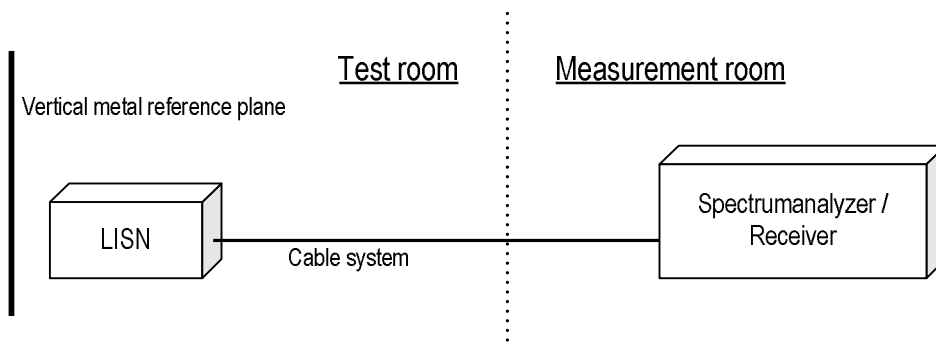 Test room
Measurement room
Vertical metal reference plane
LISN
Cable system
Spectrumanalyzer /
Receiver